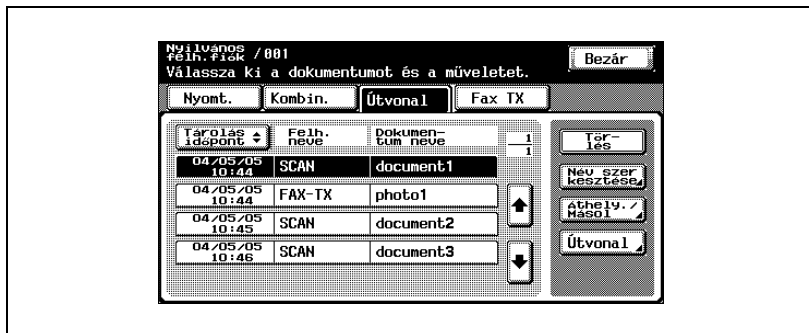 Nyilvános
félh.fiók /001
Válassza ki a dokumentumot és a müveletet.
Bezár
Nyomt. Kombin. Útvonal Fax TX
Tárolás
időpont
Felh.
neve
Dokumen-
tum neve
1
1
04/05/05
10:44
SCAN document1
04/05/05
10:44
FAX-TX photo1
04/05/05
10:45
SCAN document2
04/05/05
10:46
SCAN document3
Tör-
lés
Név szer
kesztése
Áthely./
Másol
Útvonal